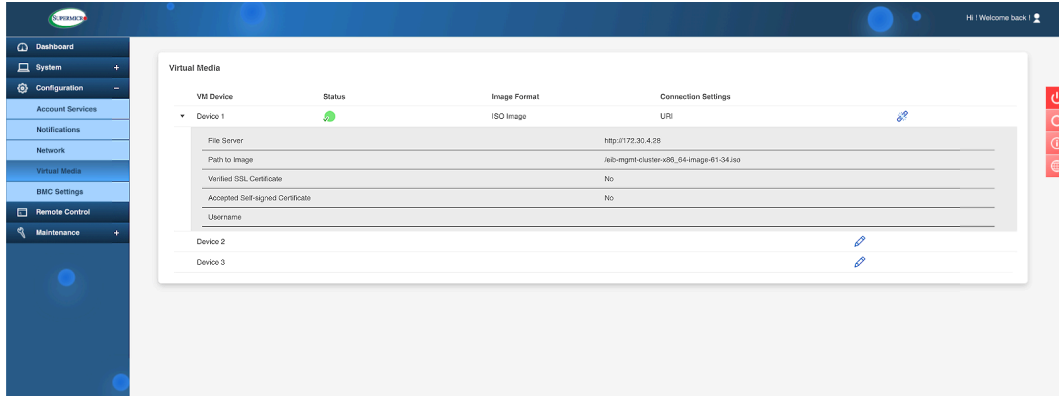 SUPERMICRO
Hi ! Welcome back !
Dashboard
System +
Configuration −
Account Services
Notifications
Network
Virtual Media
BMC Settings
Remote Control
Maintenance +
Virtual Media
VM Device Status Image Format Connection Settings
Device 1 ISO Image URI
File Server http://172.30.4.28
Path to Image /eib-mgmt-cluster-x86_64-image-61-34.iso
Verified SSL Certificate No
Accepted Self-signed Certificate No
Username
Device 2
Device 3